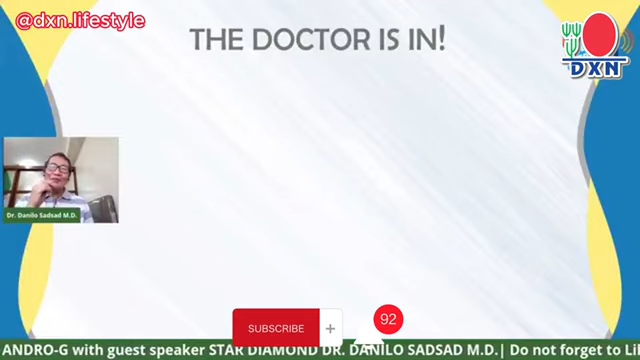 @dxn.lifestyle
THE DOCTOR IS IN!
DXN
Dr. Danilo Sadsad M.D.
SUBSCRIBE +
92
ANDRO-G with guest speaker STAR DIAMOND DR. DANILO SADSAD M.D.| Do not forget to LI